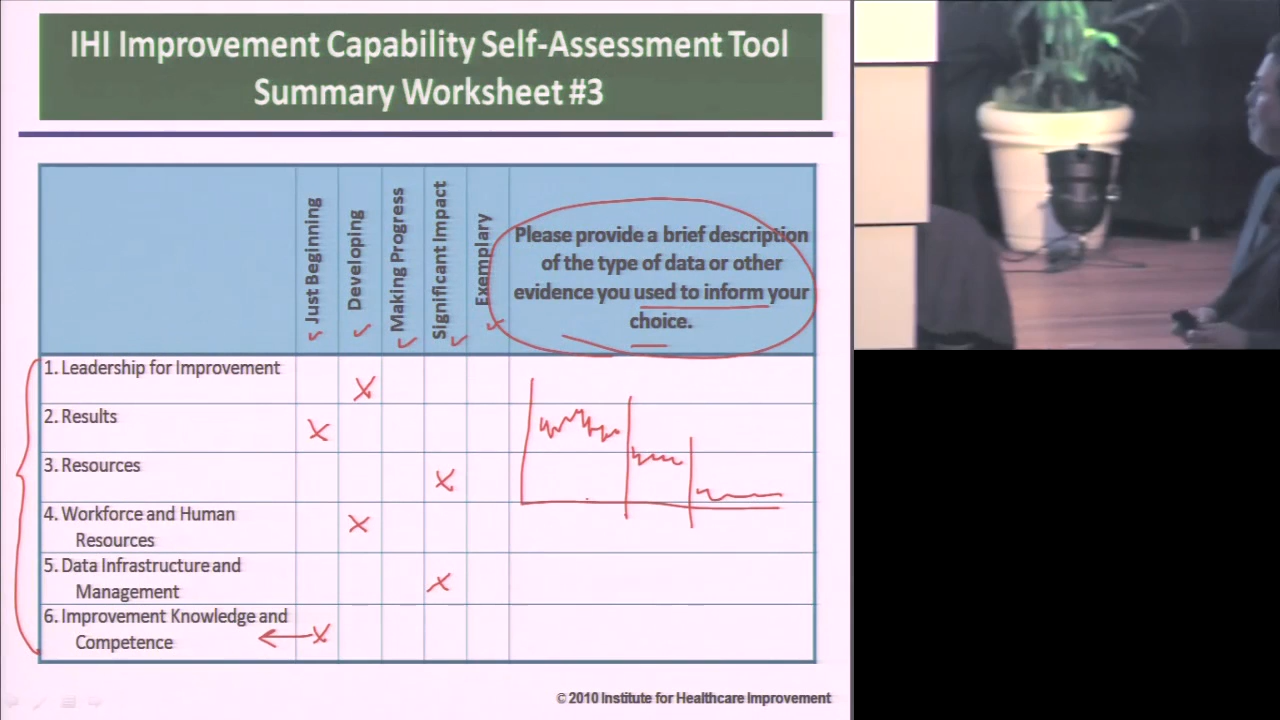 IHI Improvement Capability Self-Assessment Tool
Summary Worksheet #3
Just Beginning
Developing
Making Progress
Significant Impact
Exemplary
Please provide a brief description
of the type of data or other
evidence you used to inform your
choice.
1. Leadership for Improvement
X
2. Results
X
3. Resources
X
4. Workforce and Human
Resources
X
5. Data Infrastructure and
Management
X
6. Improvement Knowledge and
Competence
X
© 2010 Institute for Healthcare Improvement